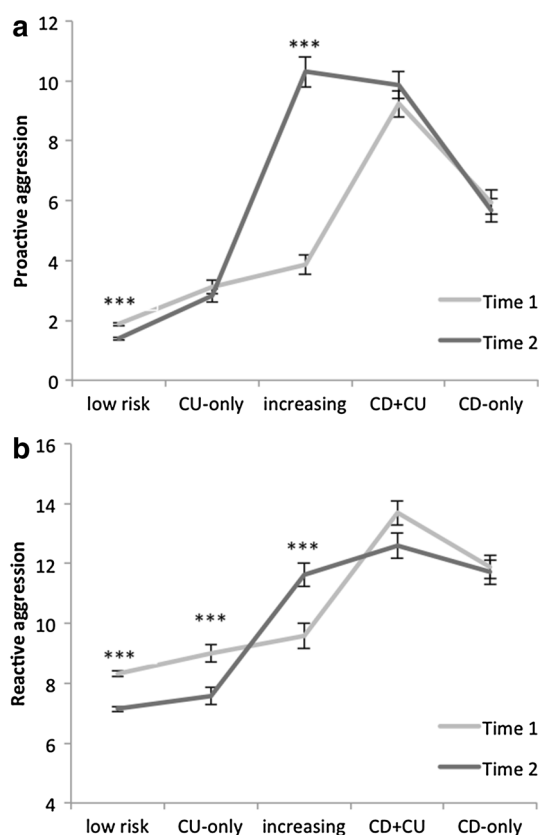 a
12
***
10
8
6
4
***
2
0
Proactive aggression
Time 1
Time 2
low risk CU-only increasing CD+CU CD-only
b
16
14
***
12
***
10
***
8
6
4
Reactive aggression
Time 1
Time 2
low risk CU-only increasing CD+CU CD-only